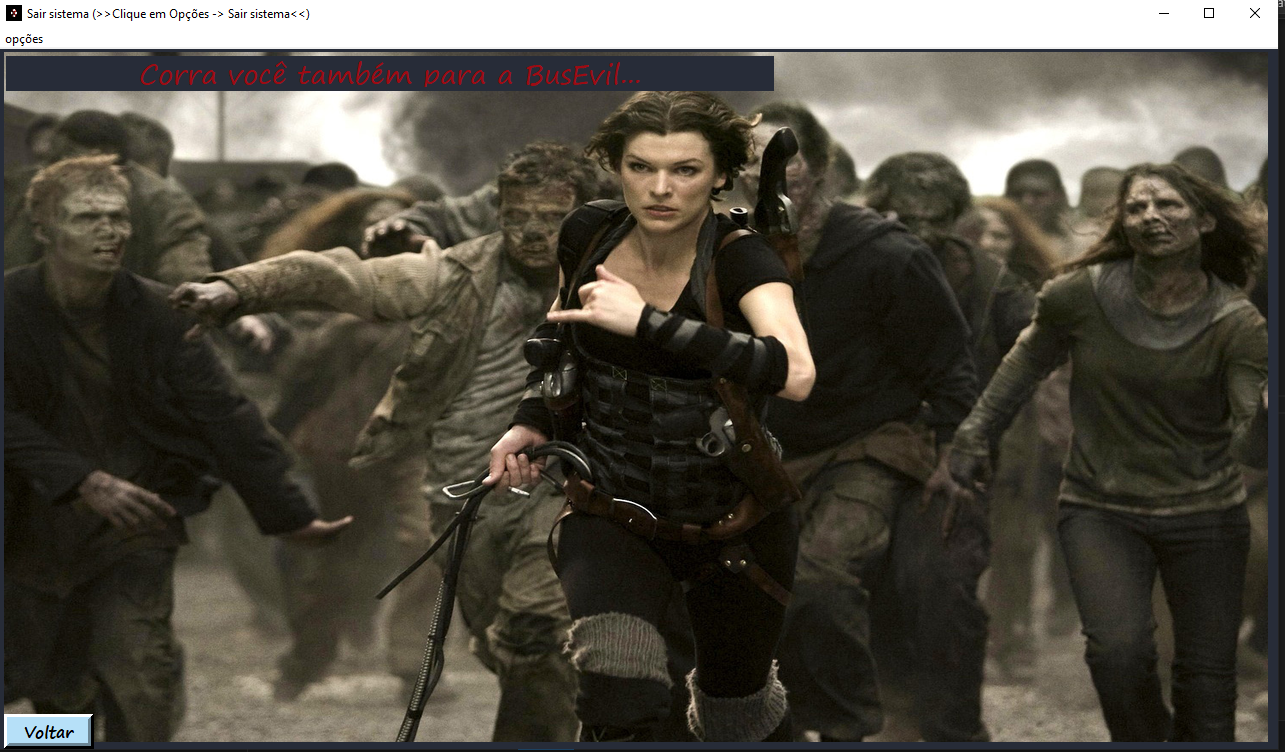 Sair sistema (>>Clique em Opções -> Sair sistema<<)
opções
Corra você também para a BusEvil...
Voltar